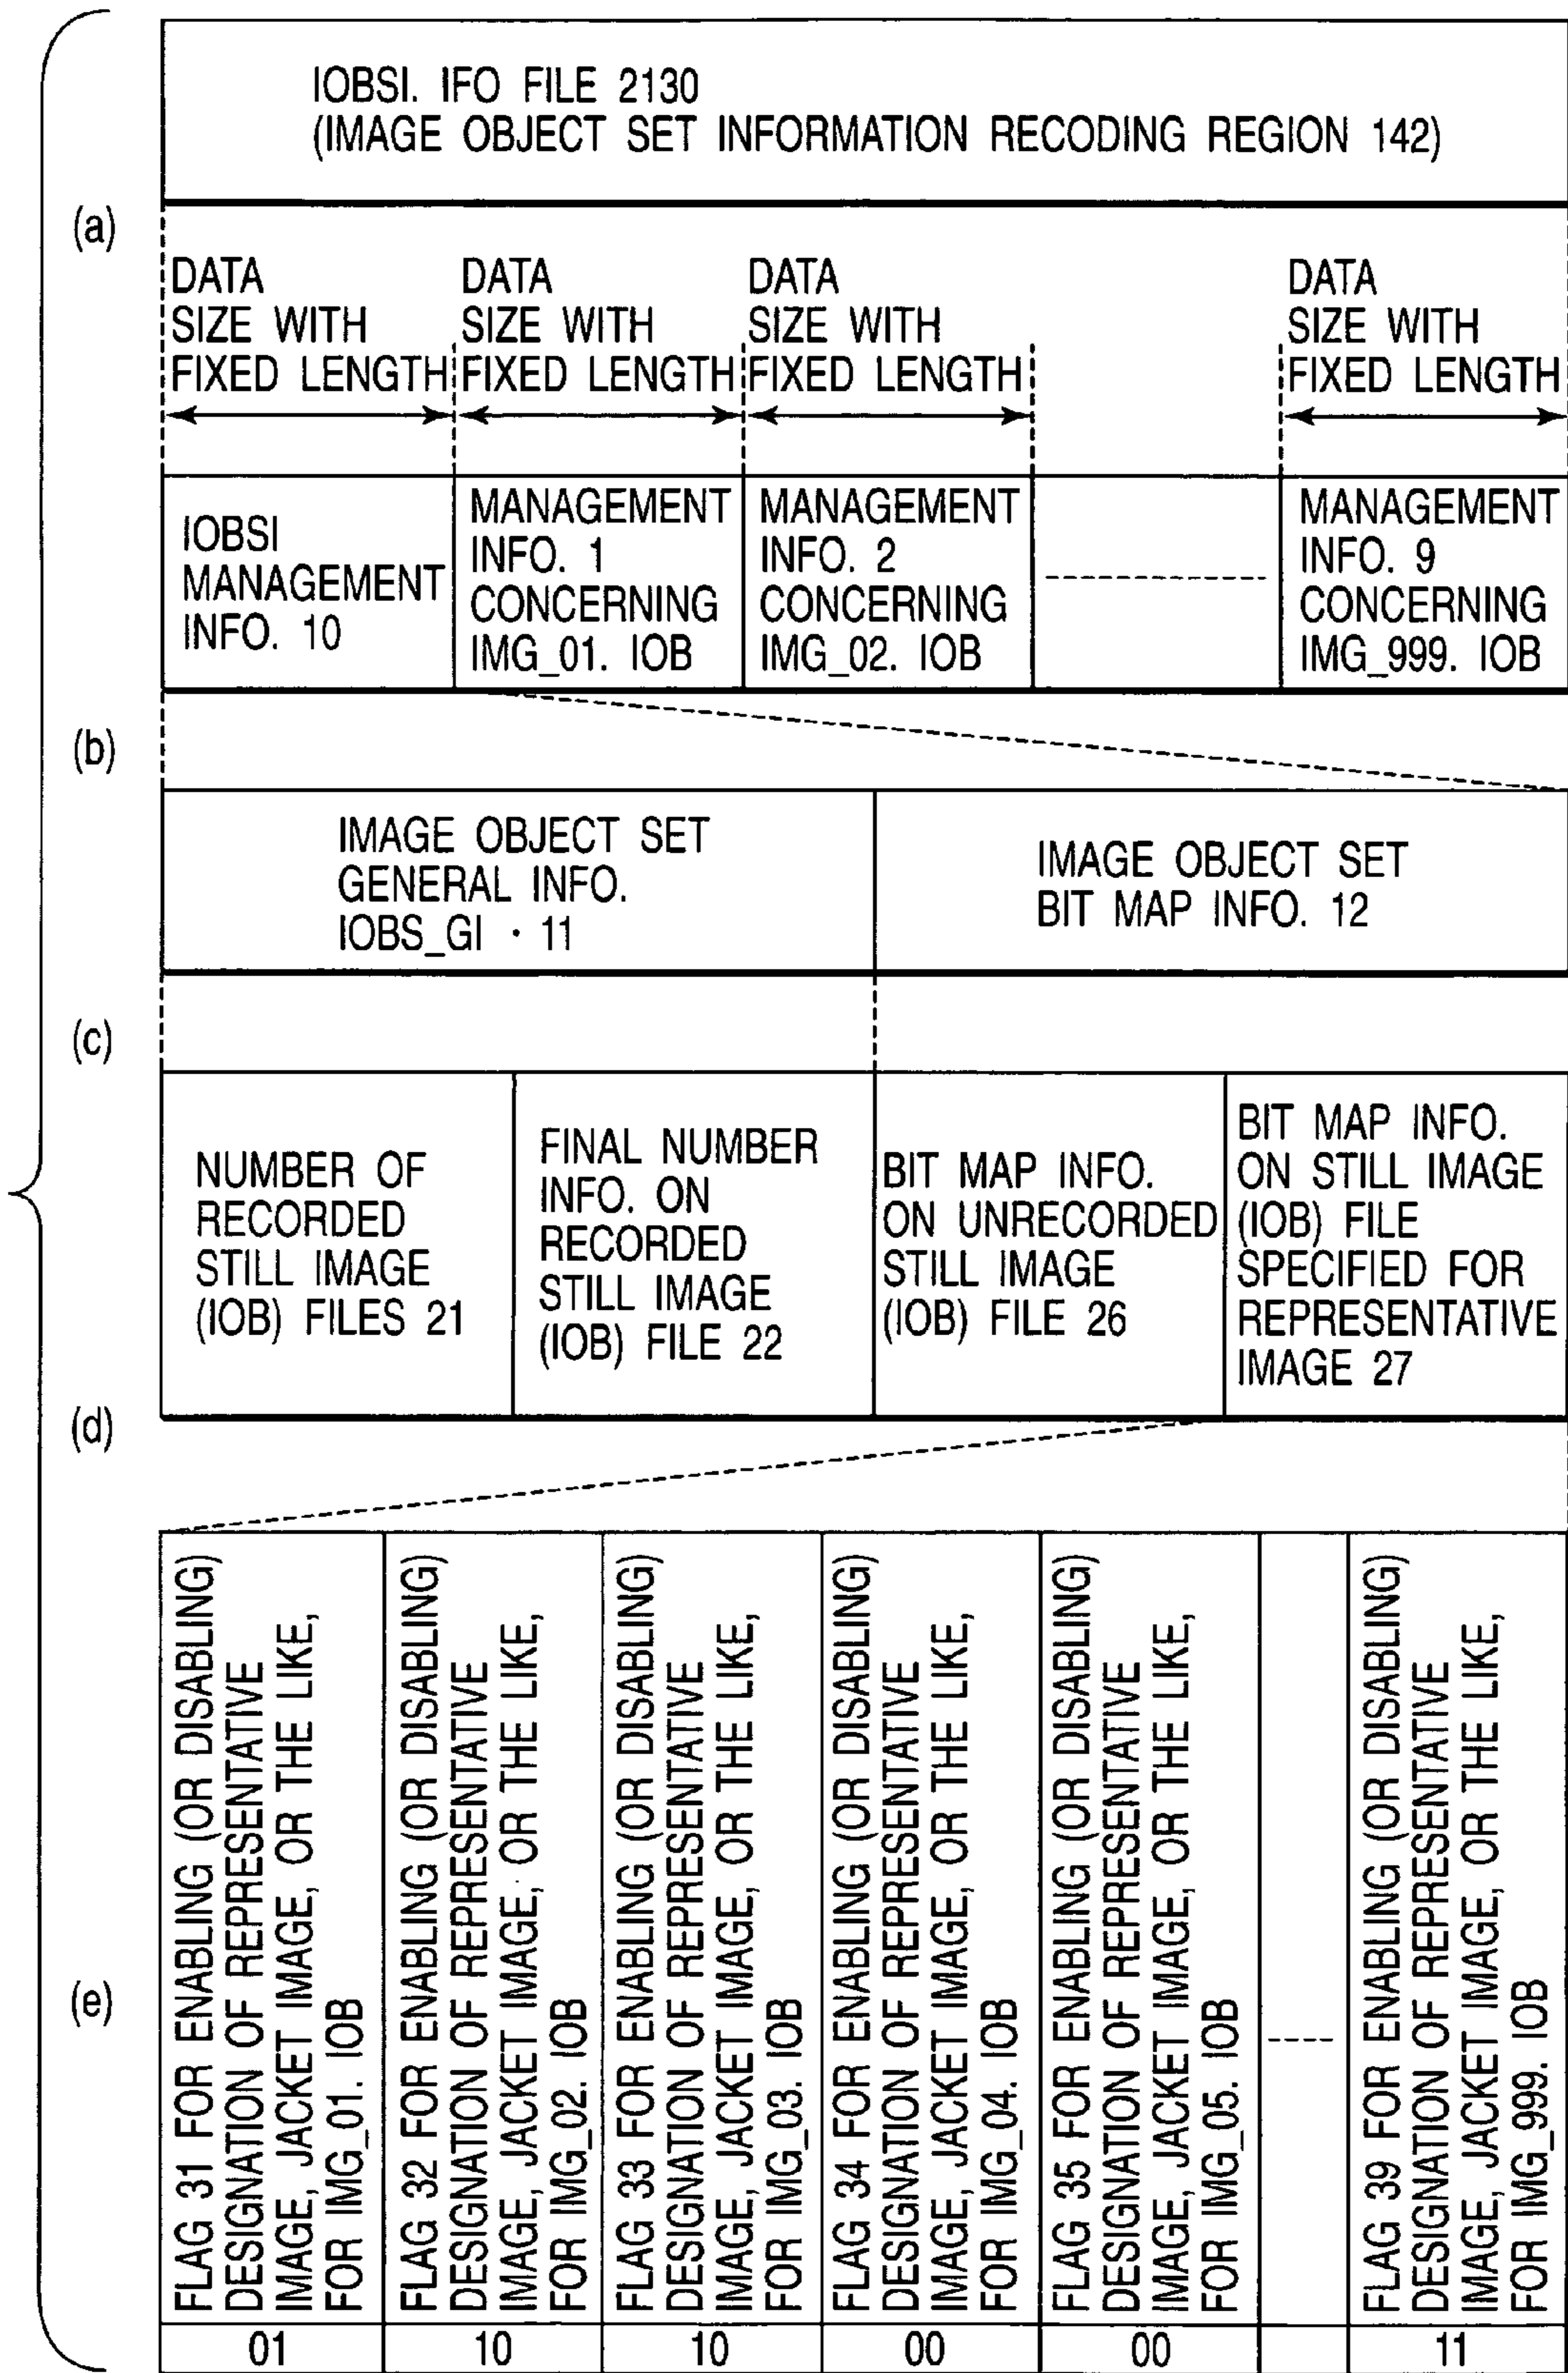 IOBSI. IFO FILE 2130
(IMAGE OBJECT SET INFORMATION RECODING REGION 142)
(a)
DATA
SIZE WITH
FIXED LENGTH
DATA
SIZE WITH
FIXED LENGTH
DATA
SIZE WITH
FIXED LENGTH
DATA
SIZE WITH
FIXED LENGTH
IOBSI
MANAGEMENT
INFO. 10
MANAGEMENT
INFO. 1
CONCERNING
IMG_01. IOB
MANAGEMENT
INFO. 2
CONCERNING
IMG_02. IOB
MANAGEMENT
INFO. 9
CONCERNING
IMG_999. IOB
(b)
IMAGE OBJECT SET
GENERAL INFO.
IOBS_GI · 11
IMAGE OBJECT SET
BIT MAP INFO. 12
(c)
NUMBER OF
RECORDED
STILL IMAGE
(IOB) FILES 21
FINAL NUMBER
INFO. ON
RECORDED
STILL IMAGE
(IOB) FILE 22
BIT MAP INFO.
ON UNRECORDED
STILL IMAGE
(IOB) FILE 26
BIT MAP INFO.
ON STILL IMAGE
(IOB) FILE
SPECIFIED FOR
REPRESENTATIVE
IMAGE 27
(d)
(e)
FLAG 31 FOR ENABLING (OR DISABLING)
DESIGNATION OF REPRESENTATIVE
IMAGE, JACKET IMAGE, OR THE LIKE,
FOR IMG_01. IOB
01
FLAG 32 FOR ENABLING (OR DISABLING)
DESIGNATION OF REPRESENTATIVE
IMAGE, JACKET IMAGE, OR THE LIKE,
FOR IMG_02. IOB
10
FLAG 33 FOR ENABLING (OR DISABLING)
DESIGNATION OF REPRESENTATIVE
IMAGE, JACKET IMAGE, OR THE LIKE,
FOR IMG_03. IOB
10
FLAG 34 FOR ENABLING (OR DISABLING)
DESIGNATION OF REPRESENTATIVE
IMAGE, JACKET IMAGE, OR THE LIKE,
FOR IMG_04. IOB
00
FLAG 35 FOR ENABLING (OR DISABLING)
DESIGNATION OF REPRESENTATIVE
IMAGE, JACKET IMAGE, OR THE LIKE,
FOR IMG_05. IOB
00
FLAG 39 FOR ENABLING (OR DISABLING)
DESIGNATION OF REPRESENTATIVE
IMAGE, JACKET IMAGE, OR THE LIKE,
FOR IMG_999. IOB
11